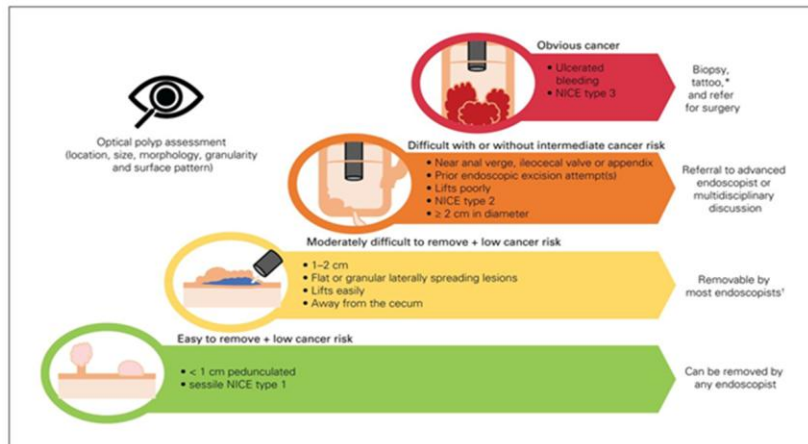 Obvious cancer
• Ulcerated
bleeding
• NICE type 3
Biopsy,
tattoo,*
and refer
for surgery
Optical polyp assessment
(location, size, morphology, granularity
and surface pattern)
Difficult with or without intermediate cancer risk
• Near anal verge, ileocecal valve or appendix
• Prior endoscopic excision attempt(s)
• Lifts poorly
• NICE type 2
• ≥ 2 cm in diameter
Referral to advanced
endoscopist or
multidisciplinary
discussion
Moderately difficult to remove + low cancer risk
• 1–2 cm
• Flat or granular laterally spreading lesions
• Lifts easily
• Away from the cecum
Removable by
most endoscopists†
Easy to remove + low cancer risk
• < 1 cm pedunculated
• sessile NICE type 1
Can be removed by
any endoscopist